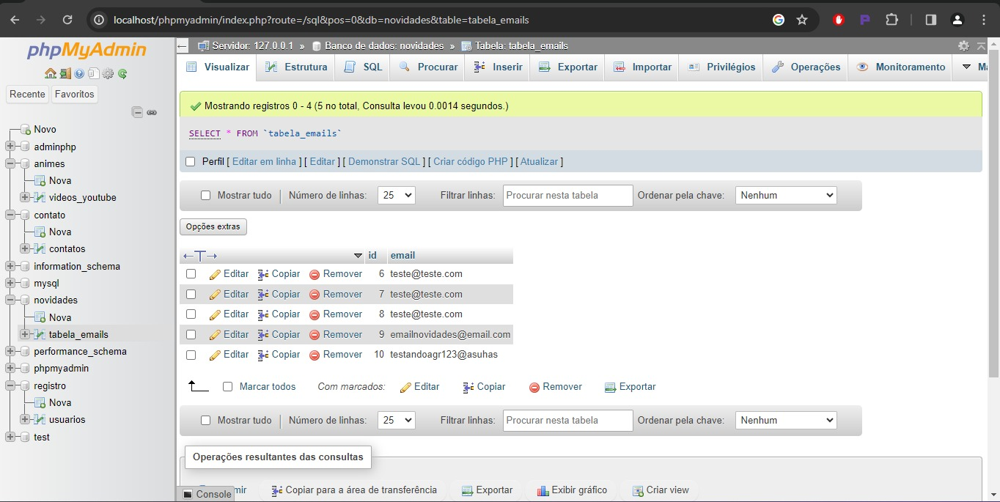 localhost/phpmyadmin/index.php?route=/sql&pos=0&db=novidades&table=tabela_emails
phpMyAdmin
Recente Favoritos
Novo
adminphp
animes
Nova
videos_youtube
contato
Nova
contatos
information_schema
mysql
novidades
Nova
tabela_emails
performance_schema
phpmyadmin
registro
Nova
usuarios
test
Servidor: 127.0.0.1 » Banco de dados: novidades » Tabela: tabela_emails
Visualizar Estrutura SQL Procurar Inserir Exportar Importar Privilégios Operações Monitoramento
Mostrando registros 0 - 4 (5 no total, Consulta levou 0.0014 segundos.)
SELECT * FROM `tabela_emails`
Perfil [ Editar em linha ] [ Editar ] [ Demonstrar SQL ] [ Criar código PHP ] [ Atualizar ]
Mostrar tudo Número de linhas: 25 Filtrar linhas: Procurar nesta tabela Ordenar pela chave: Nenhum
Opções extras
←T→ id email
Editar Copiar Remover 6 teste@teste.com
Editar Copiar Remover 7 teste@teste.com
Editar Copiar Remover 8 teste@teste.com
Editar Copiar Remover 9 emailnovidades@email.com
Editar Copiar Remover 10 testandoagr123@asuhas
Marcar todos Com marcados: Editar Copiar Remover Exportar
Mostrar tudo Número de linhas: 25 Filtrar linhas: Procurar nesta tabela Ordenar pela chave: Nenhum
Operações resultantes das consultas
Copiar para a área de transferência Exportar Exibir gráfico Criar view
Console